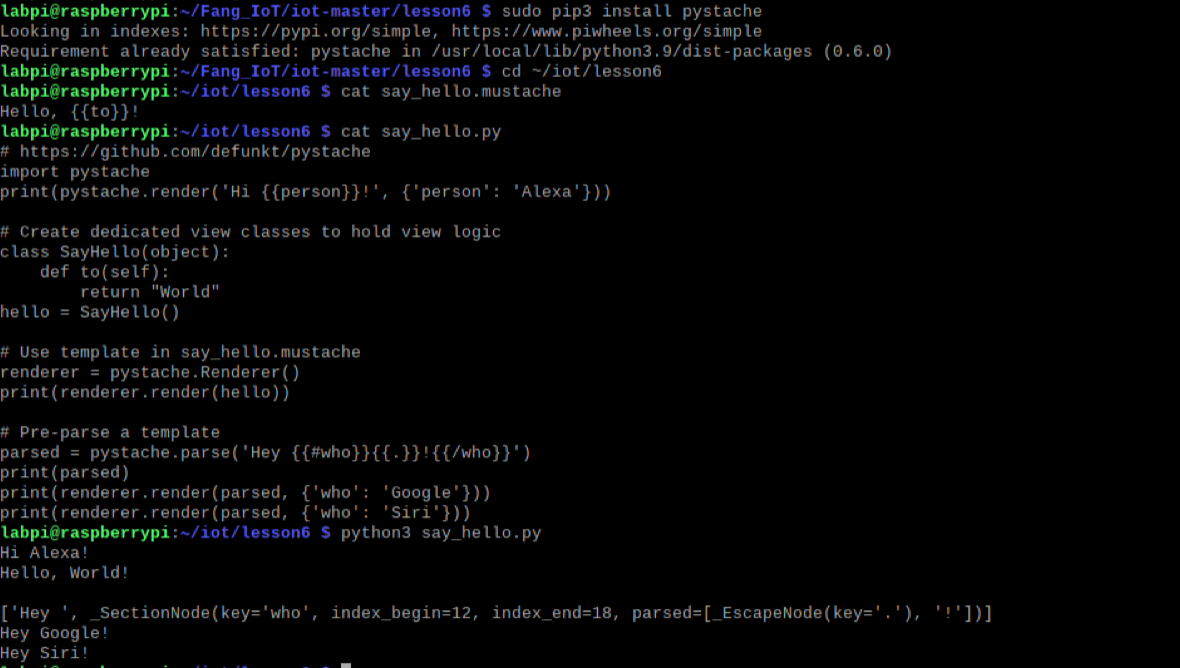 labpi@raspberrypi:~/Fang_IoT/iot-master/lesson6 $ sudo pip3 install pystache
Looking in indexes: https://pypi.org/simple, https://www.piwheels.org/simple
Requirement already satisfied: pystache in /usr/local/lib/python3.9/dist-packages (0.6.0)
labpi@raspberrypi:~/Fang_IoT/iot-master/lesson6 $ cd ~/iot/lesson6
labpi@raspberrypi:~/iot/lesson6 $ cat say_hello.mustache
Hello, {{to}}!
labpi@raspberrypi:~/iot/lesson6 $ cat say_hello.py
# https://github.com/defunkt/pystache
import pystache
print(pystache.render('Hi {{person}}!', {'person': 'Alexa'}))

# Create dedicated view classes to hold view logic
class SayHello(object):
    def to(self):
        return "World"
hello = SayHello()

# Use template in say_hello.mustache
renderer = pystache.Renderer()
print(renderer.render(hello))

# Pre-parse a template
parsed = pystache.parse('Hey {{#who}}{{.}}!{{/who}}')
print(parsed)
print(renderer.render(parsed, {'who': 'Google'}))
print(renderer.render(parsed, {'who': 'Siri'}))
labpi@raspberrypi:~/iot/lesson6 $ python3 say_hello.py
Hi Alexa!
Hello, World!

['Hey ', _SectionNode(key='who', index_begin=12, index_end=18, parsed=[_EscapeNode(key='.'), '!'])]
Hey Google!
Hey Siri!